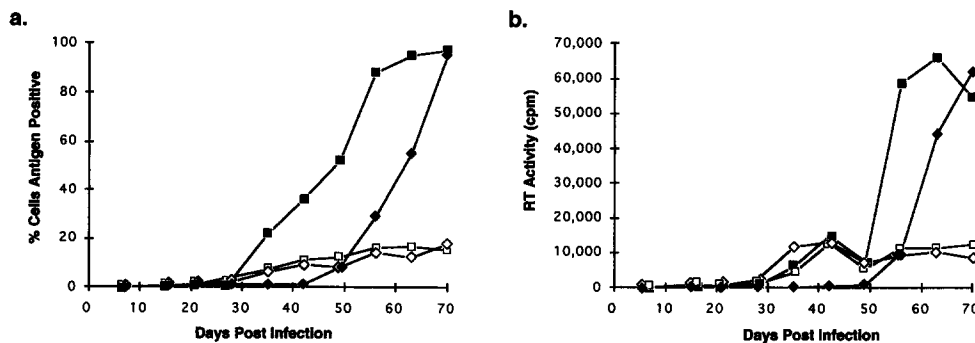 a.
100
80
60
40
20
0
0 10 20 30 40 50 60 70
% Cells Antigen Positive
Days Post Infection
b.
70,000
60,000
50,000
40,000
30,000
20,000
10,000
0
0 10 20 30 40 50 60 70
RT Activity (cpm)
Days Post Infection